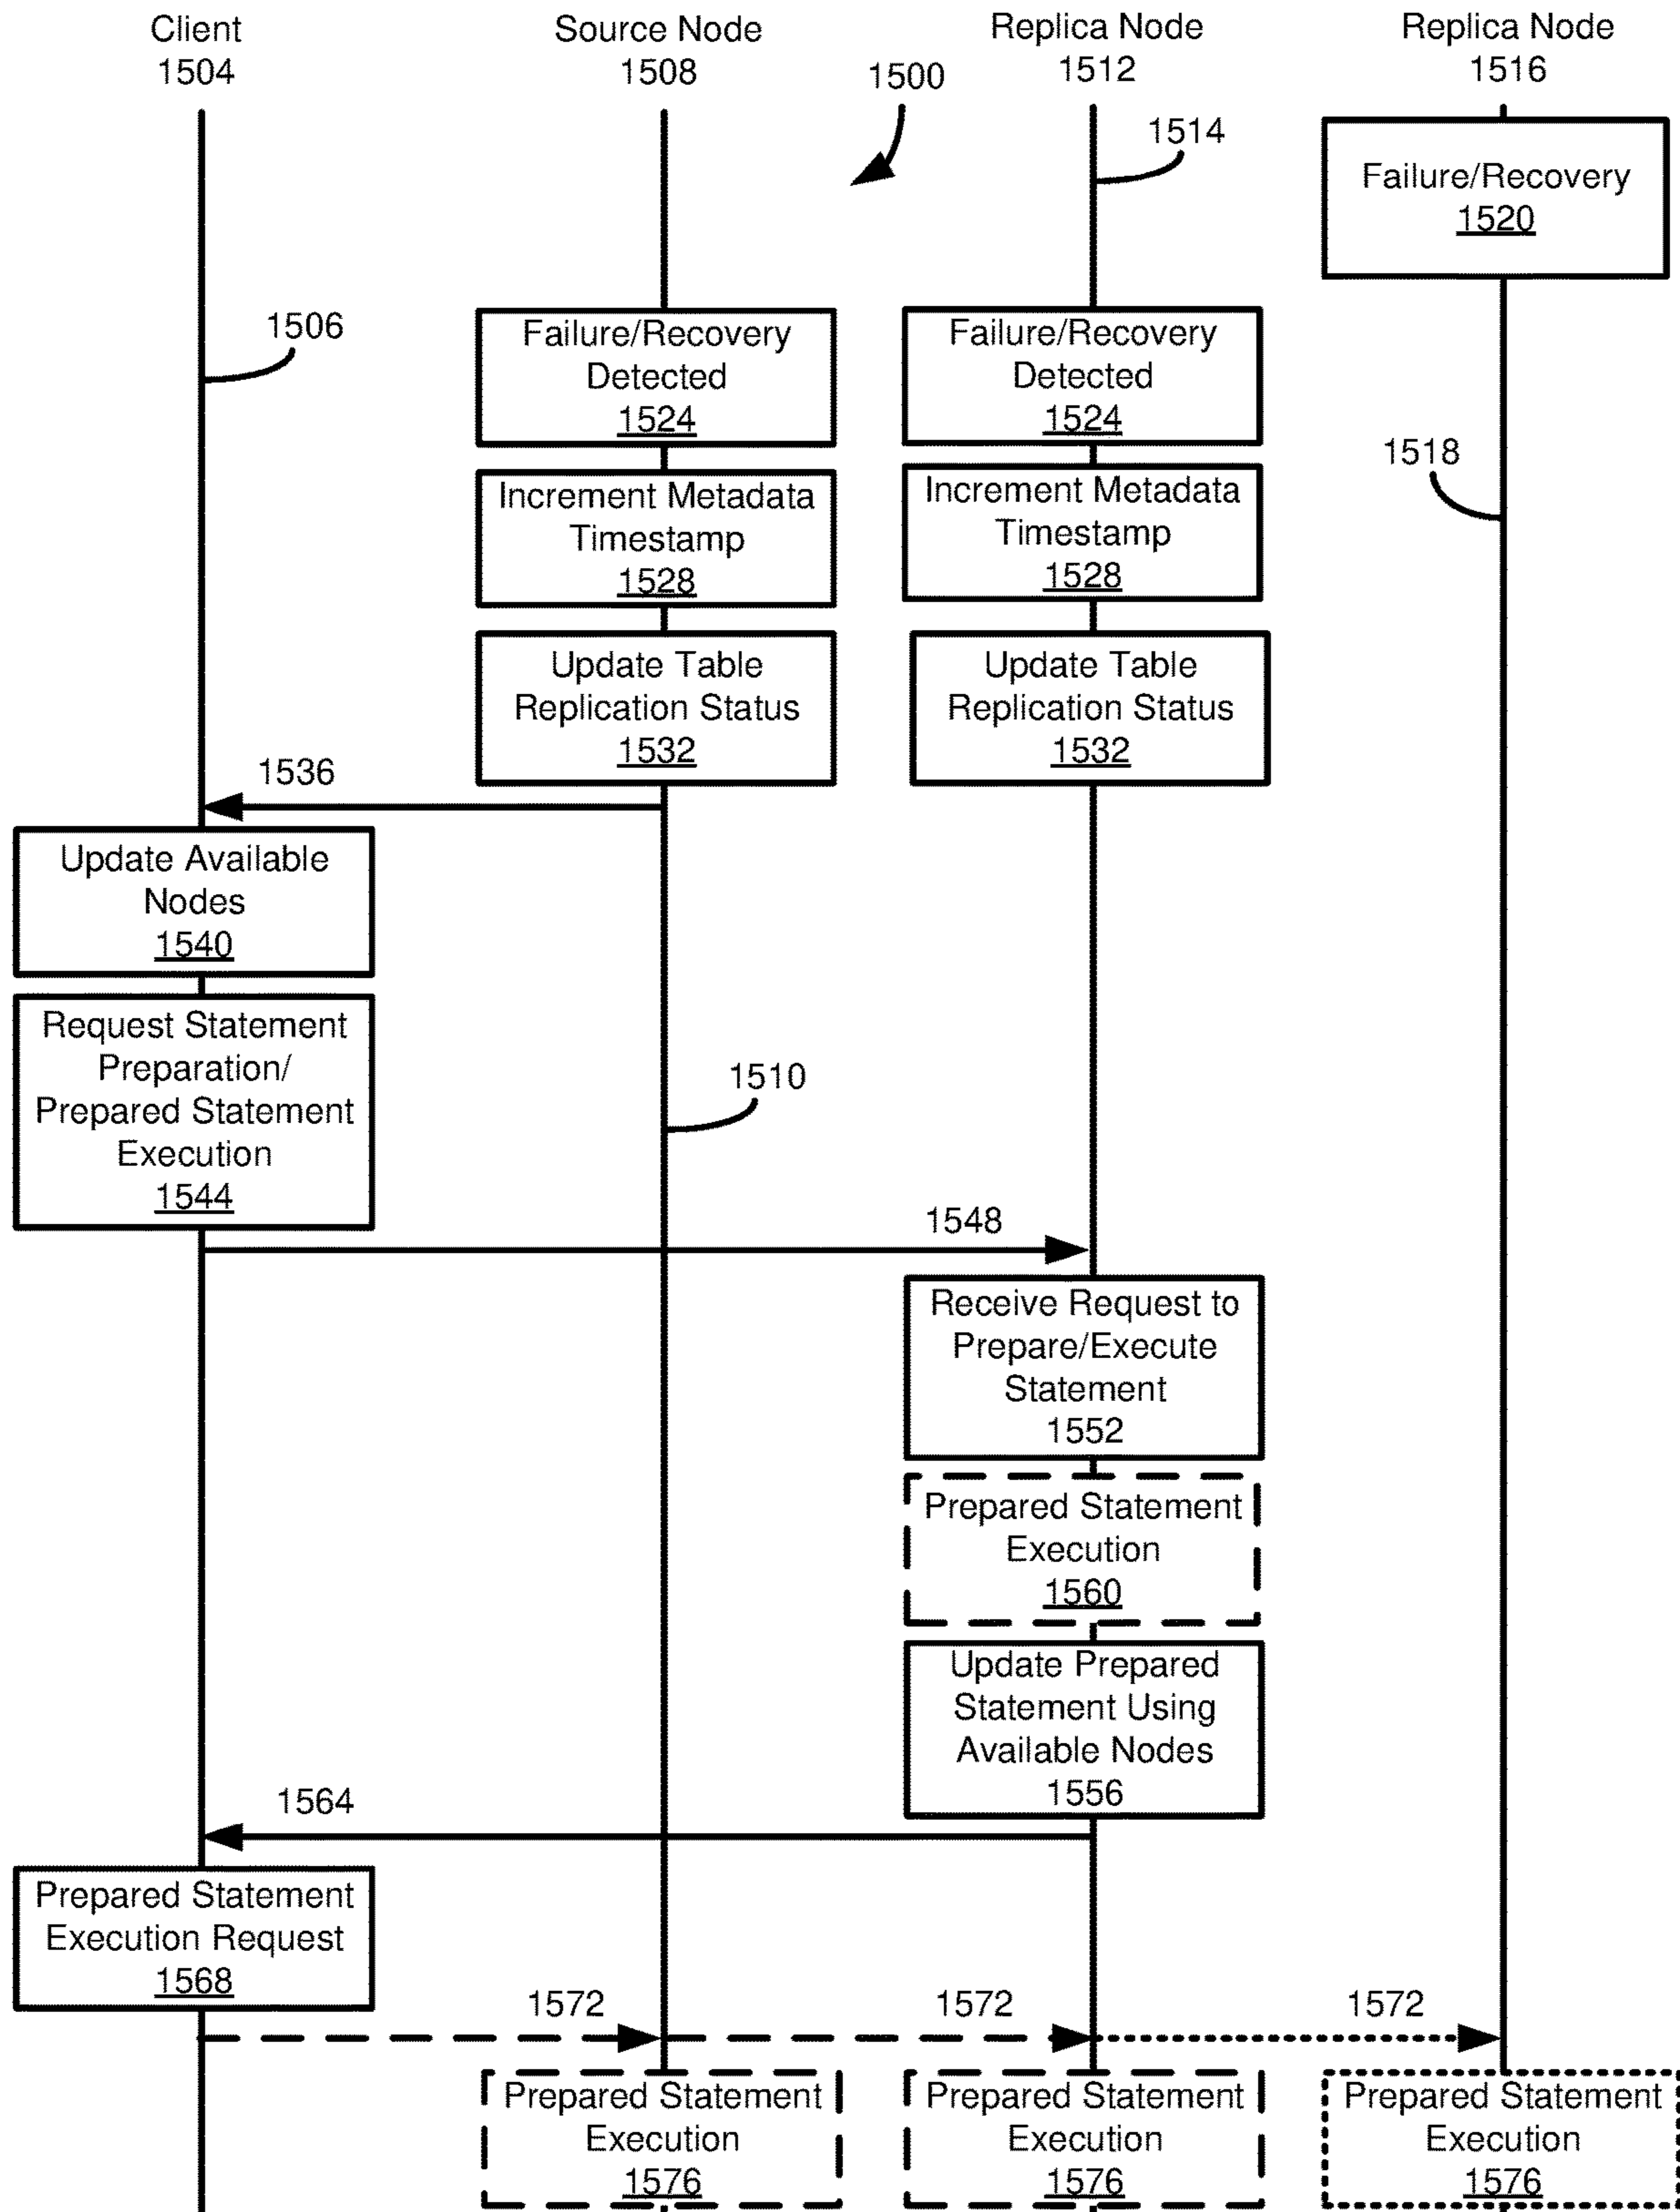 Client
1504
Source Node
1508
Replica Node
1512
Replica Node
1516
1500
1514
Failure/Recovery
1520
1506
Failure/Recovery
Detected
1524
Failure/Recovery
Detected
1524
1518
Increment Metadata
Timestamp
1528
Increment Metadata
Timestamp
1528
Update Table
Replication Status
1532
Update Table
Replication Status
1532
1536
Update Available
Nodes
1540
Request Statement
Preparation/
Prepared Statement
Execution
1544
1510
1548
Receive Request to
Prepare/Execute
Statement
1552
Prepared Statement
Execution
1560
Update Prepared
Statement Using
Available Nodes
1556
1564
Prepared Statement
Execution Request
1568
1572
1572
1572
Prepared Statement
Execution
1576
Prepared Statement
Execution
1576
Prepared Statement
Execution
1576